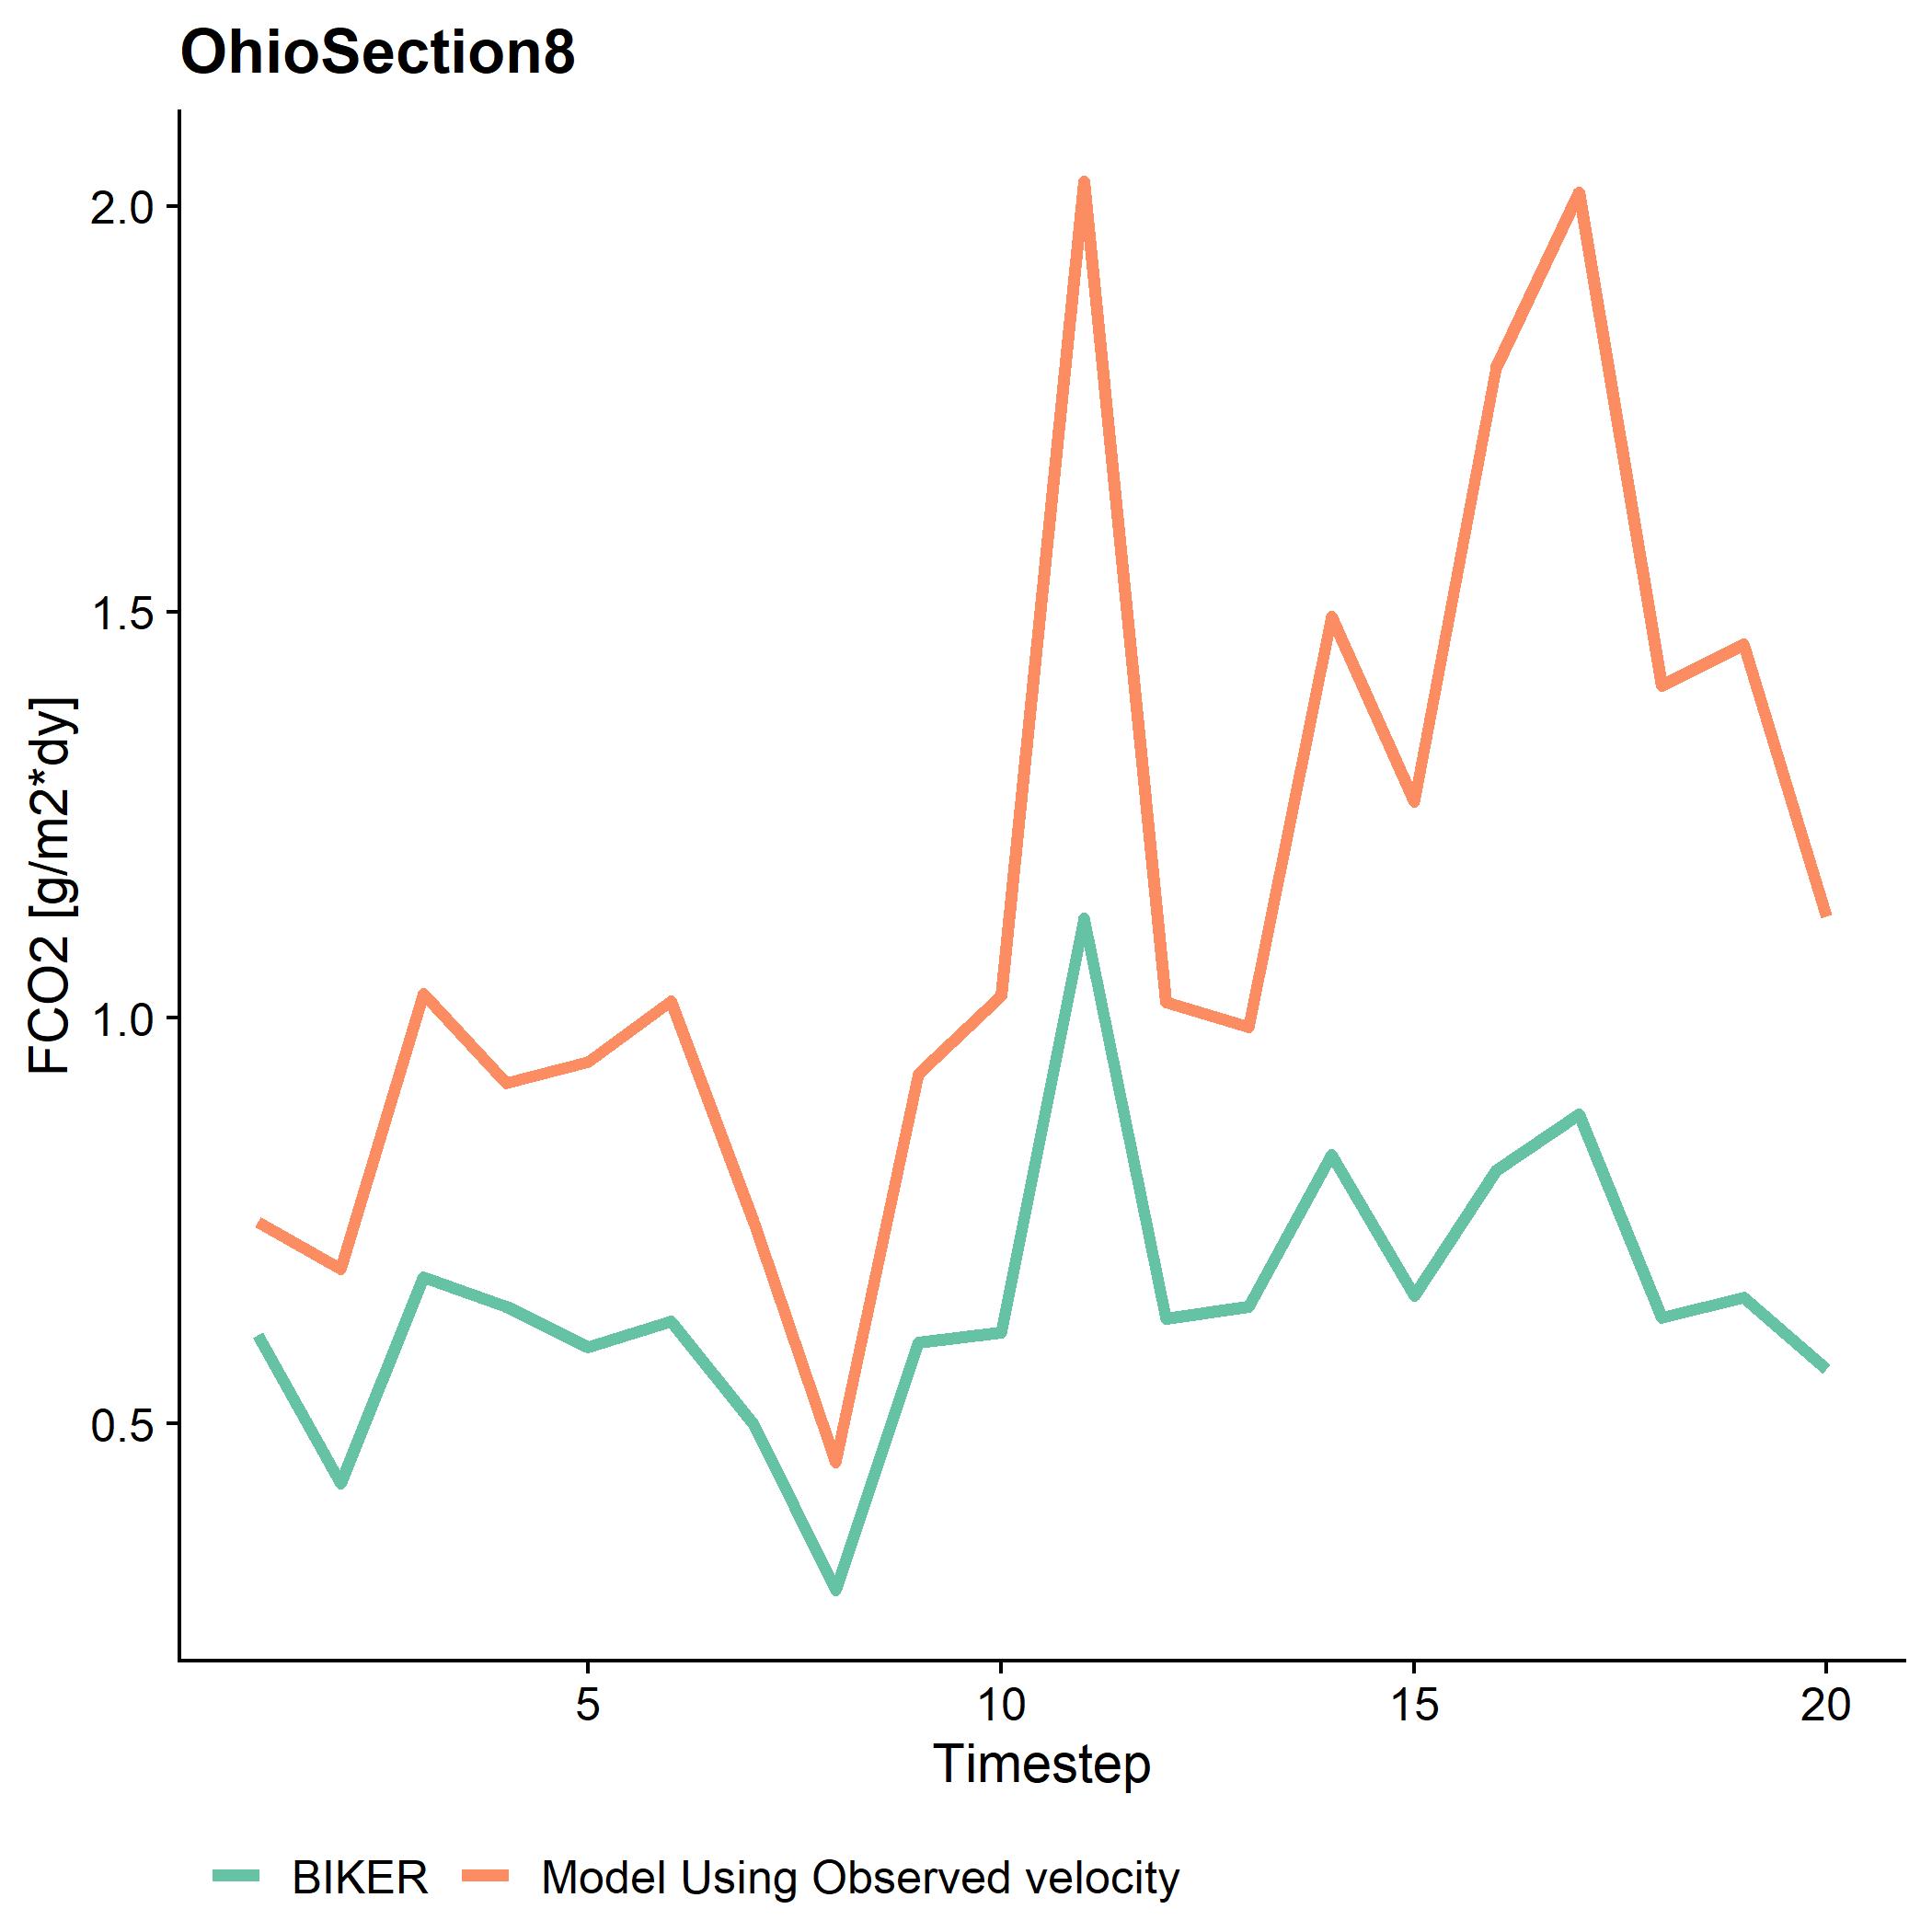 OhioSection8
FCO2 [g/m2*dy]
2.0
1.5
1.0
0.5
5 10 15 20
Timestep
BIKER Model Using Observed velocity